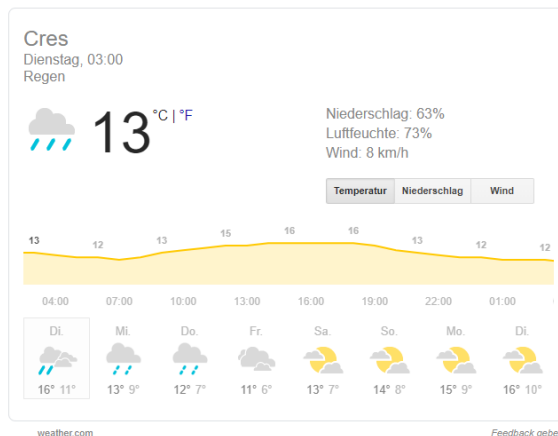 Cres
Dienstag, 03:00
Regen
13 °C | °F
Niederschlag: 63%
Luftfeuchte: 73%
Wind: 8 km/h
Temperatur Niederschlag Wind
13 12 13 15 16 16 13 12 12
04:00 07:00 10:00 13:00 16:00 19:00 22:00 01:00
Di. Mi. Do. Fr. Sa. So. Mo. Di.
16° 11° 13° 9° 12° 7° 11° 6° 13° 7° 14° 8° 15° 9° 16° 10°
weather.com Feedback gebe